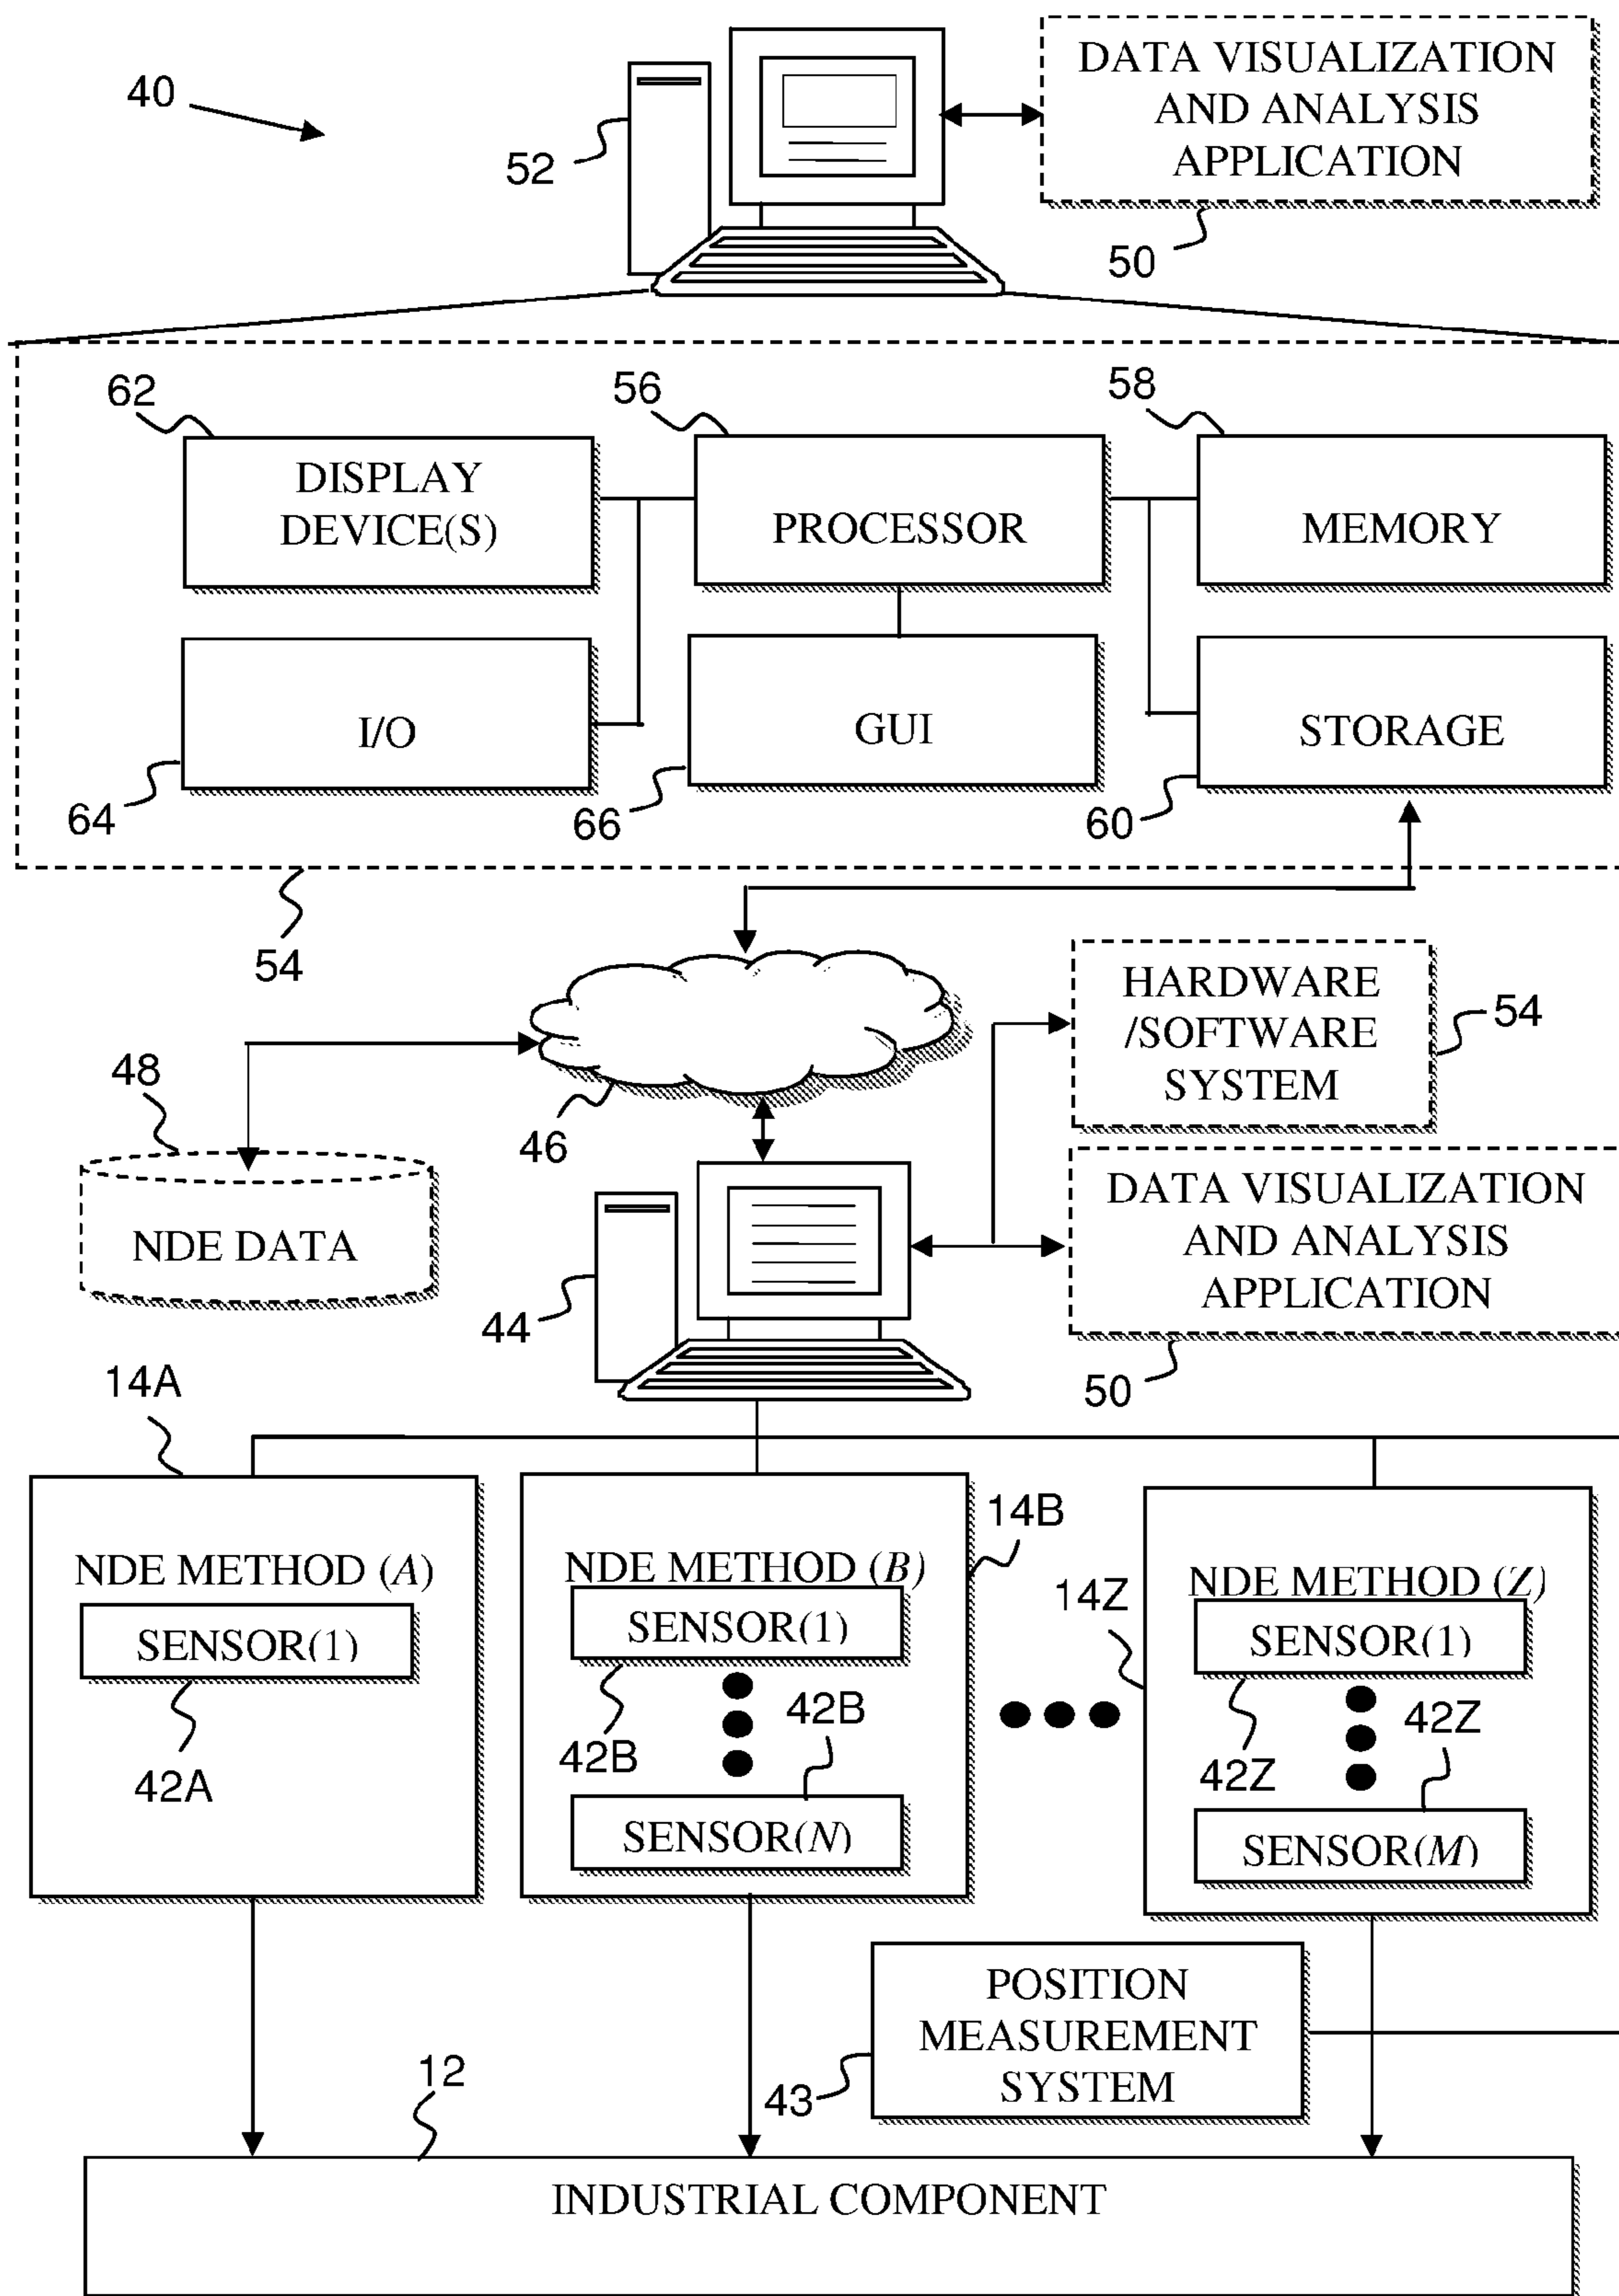 40
52
DATA VISUALIZATION
AND ANALYSIS
APPLICATION
50
62
56
58
DISPLAY
DEVICE(S)
PROCESSOR
MEMORY
I/O
GUI
STORAGE
64
66
60
54
HARDWARE
/SOFTWARE
SYSTEM
54
48
46
NDE DATA
DATA VISUALIZATION
AND ANALYSIS
APPLICATION
44
50
14A
14B
14Z
NDE METHOD (A)
SENSOR(1)
42A
NDE METHOD (B)
SENSOR(1)
42B
42B
SENSOR(N)
NDE METHOD (Z)
SENSOR(1)
42Z
42Z
SENSOR(M)
POSITION
MEASUREMENT
SYSTEM
43
12
INDUSTRIAL COMPONENT